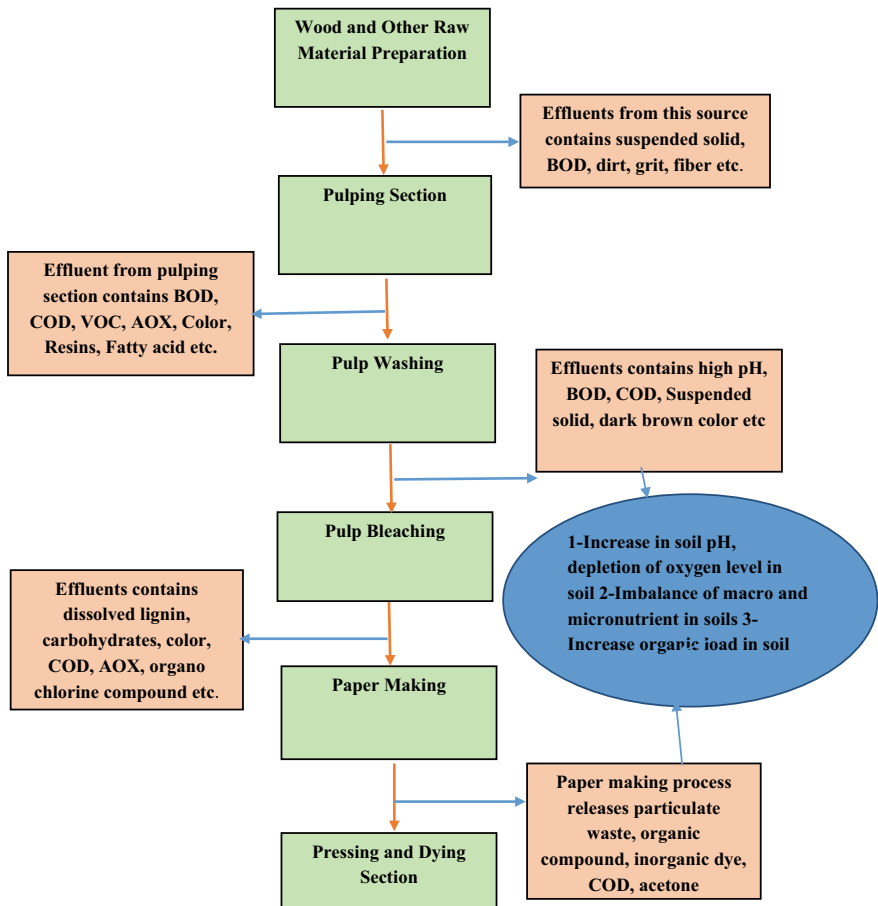 Wood and Other Raw
Material Preparation
Effluents from this source
contains suspended solid,
BOD, dirt, grit, fiber etc.
Pulping Section
Effluent from pulping
section contains BOD,
COD, VOC, AOX, Color,
Resins, Fatty acid etc.
Pulp Washing
Effluents contains high pH,
BOD, COD, Suspended
solid, dark brown color etc
Pulp Bleaching
1-Increase in soil pH,
depletion of oxygen level in
soil 2-Imbalance of macro and
micronutrient in soils 3-
Increase organic load in soil
Effluents contains
dissolved lignin,
carbohydrates, color,
COD, AOX, organo
chlorine compound etc.
Paper Making
Paper making process
releases particulate
waste, organic
compound, inorganic dye,
COD, acetone
Pressing and Dying
Section